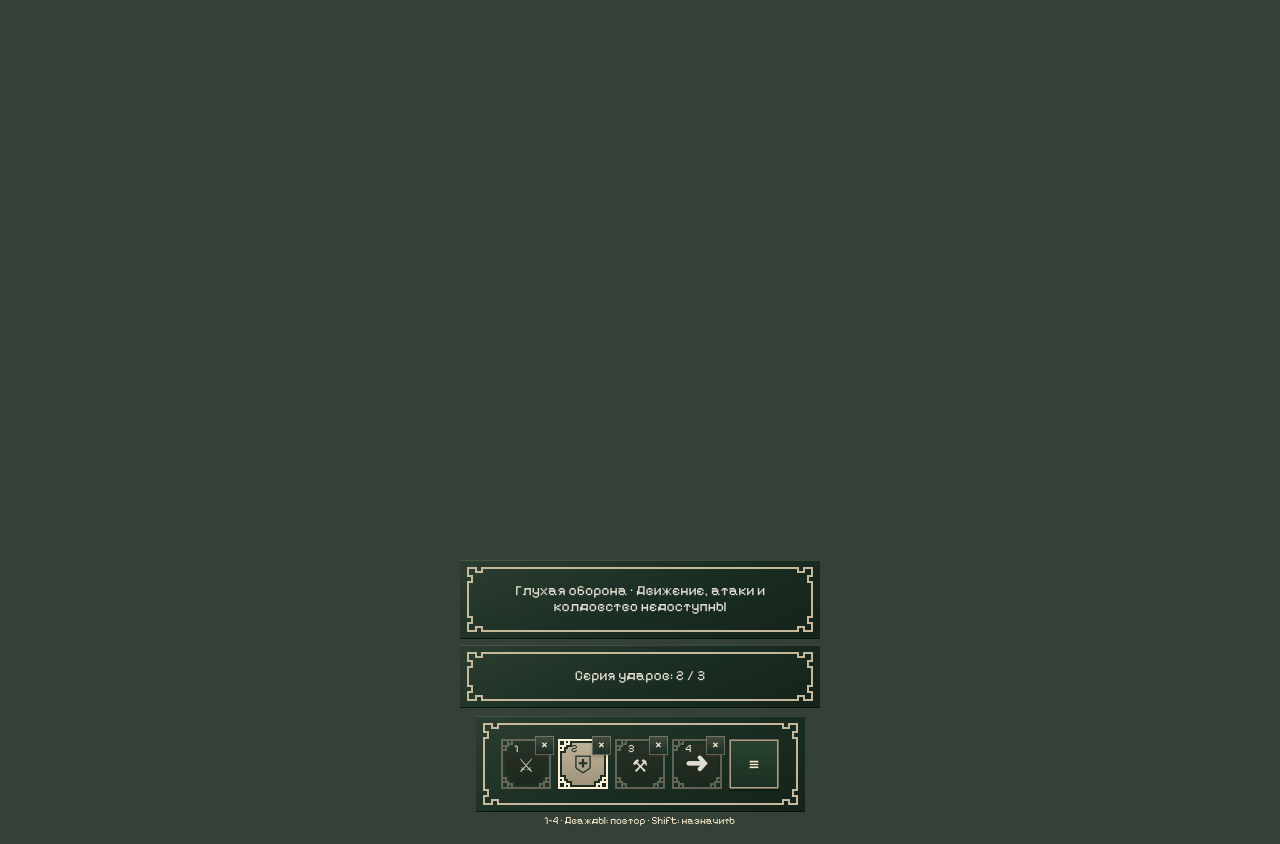 Глухая оборона · Движение, атаки и
колдовство недоступны
Серия ударов: 2 / 3
1 × 2 × 3 × 4 × ≡
1-4 · Дважды: повтор · Shift: назначить